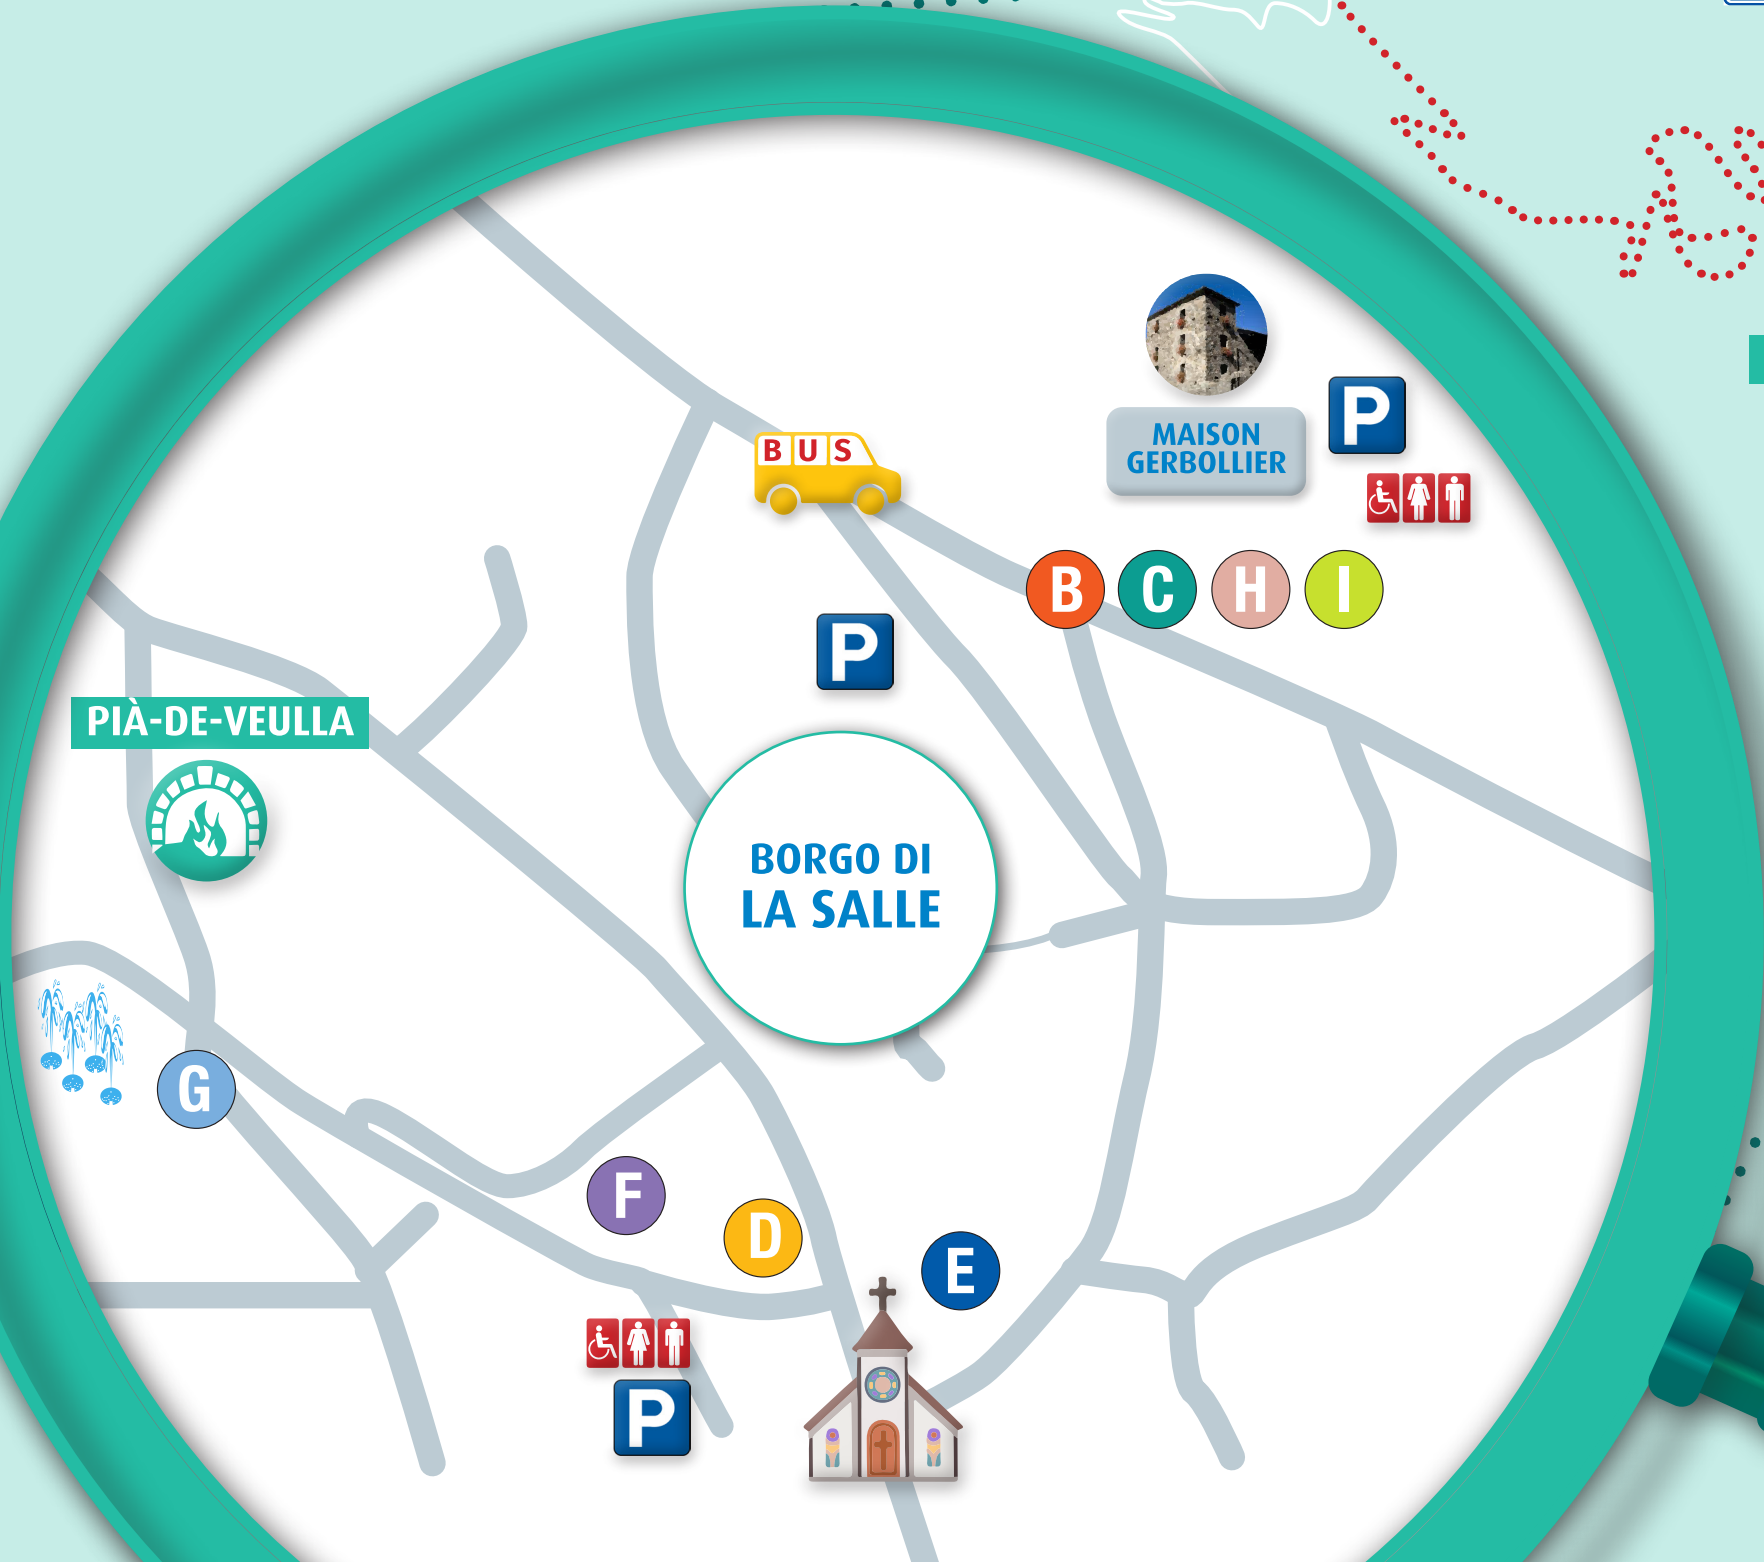 BUS
MAISON
GERBOLLIER
P
B C H I
P
PIÀ-DE-VEULLA
BORGO DI
LA SALLE
G
F
D
E
P